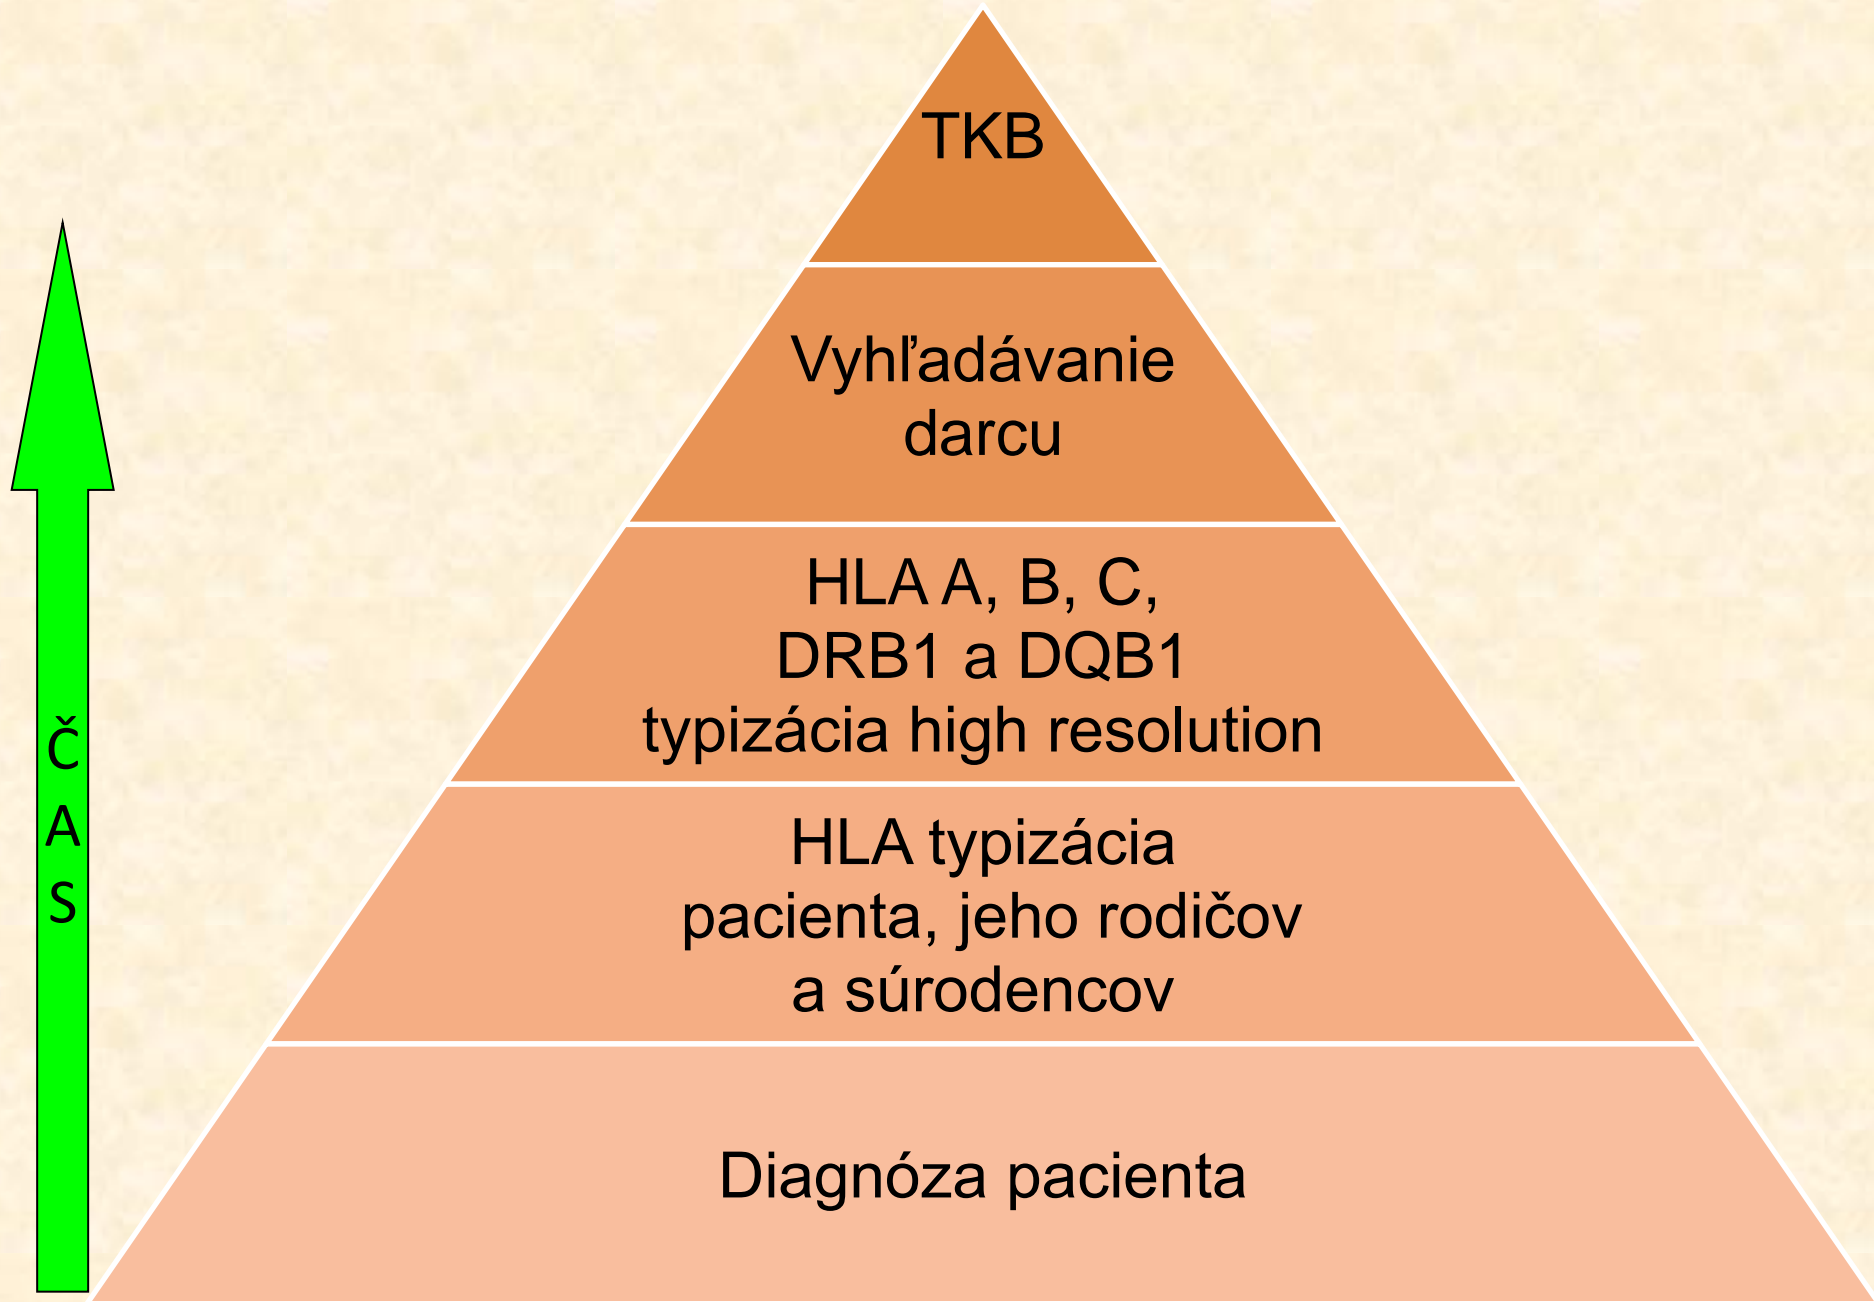 TKB
Vyhľadávanie
darcu
HLA A, B, C,
DRB1 a DQB1
typizácia high resolution
HLA typizácia
pacienta, jeho rodičov
a súrodencov
Diagnóza pacienta
Č
A
S